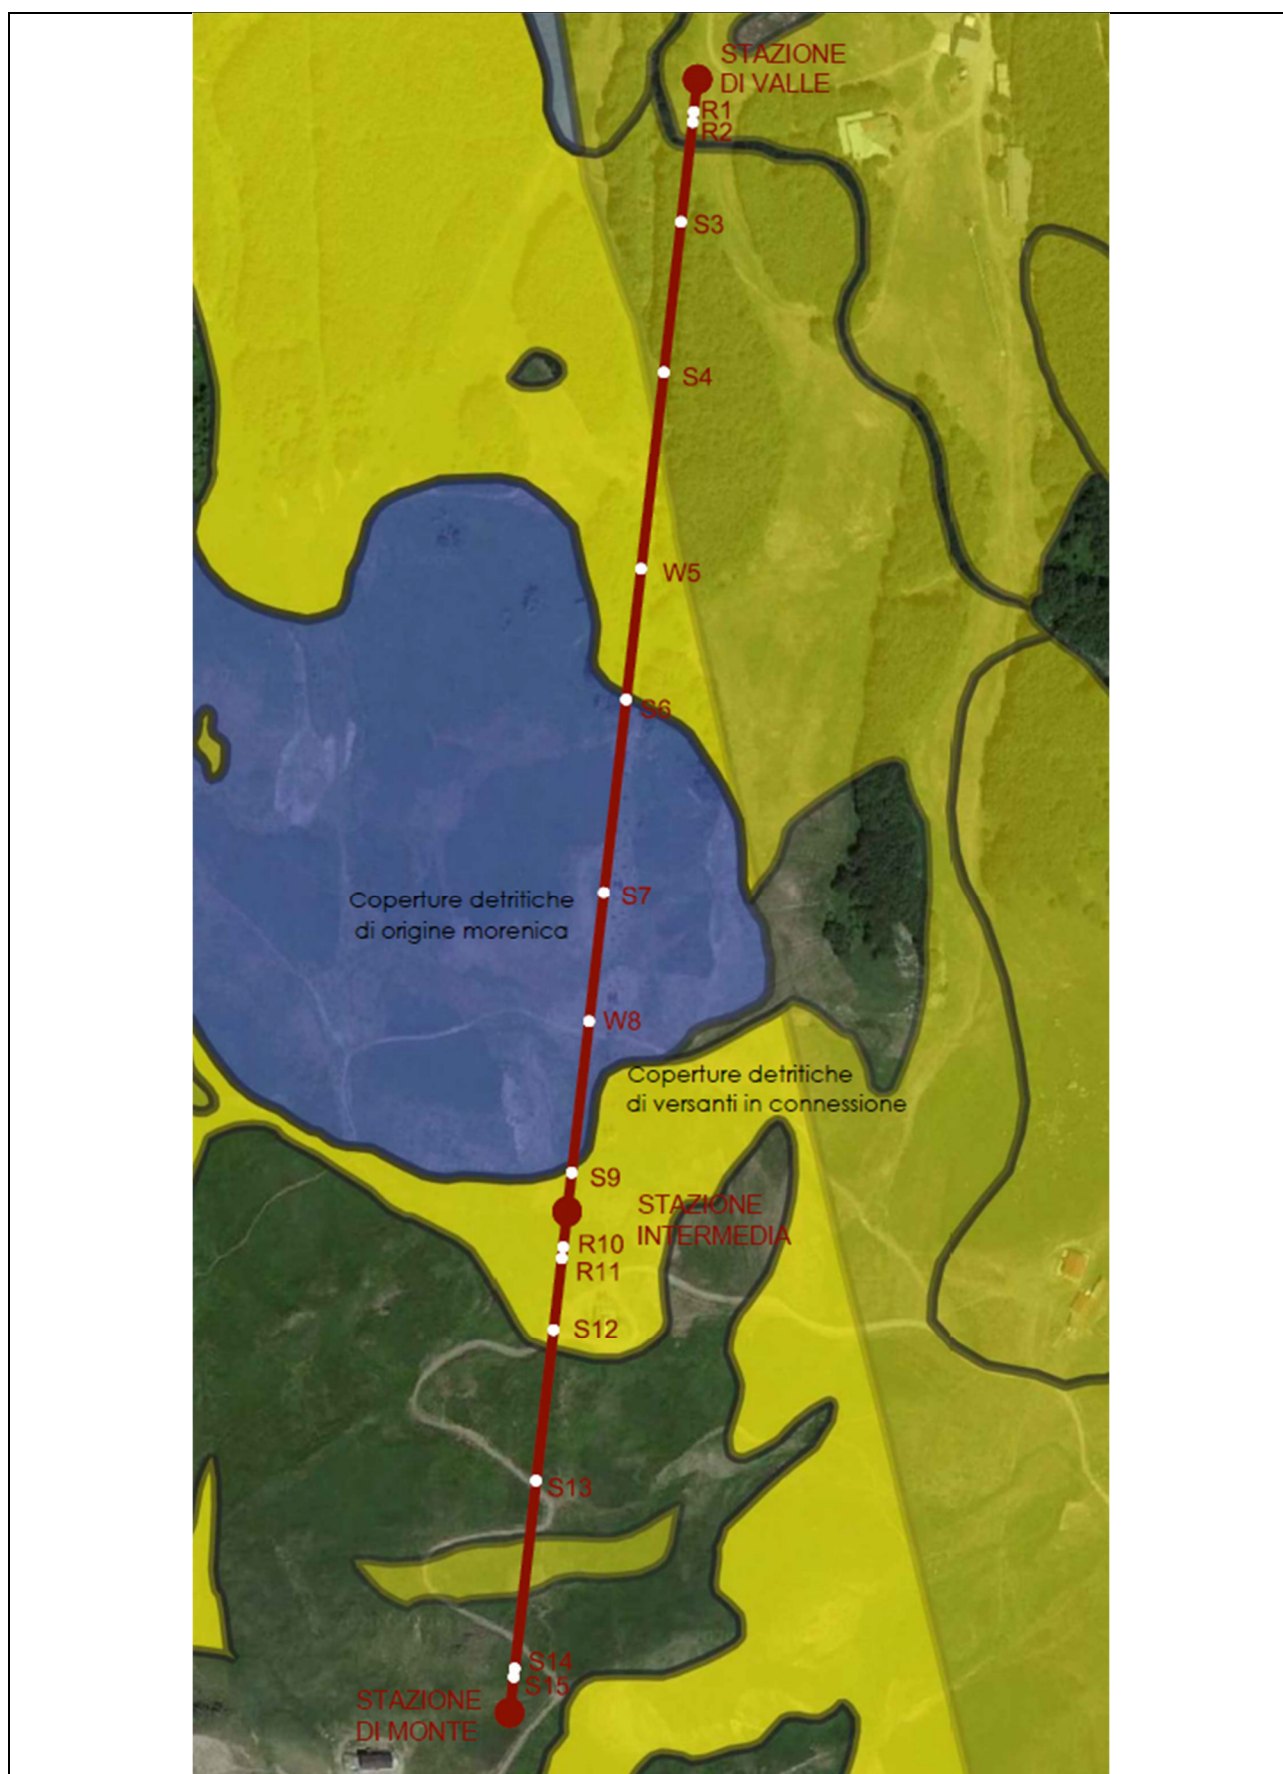 STAZIONE
DI VALLE
R1
R2
S3
S4
W5
S6
S7
Coperture detritiche
di origine morenica
W8
Coperture detritiche
di versanti in connessione
S9
STAZIONE
INTERMEDIA
R10
R11
S12
S13
S14
S15
STAZIONE
DI MONTE